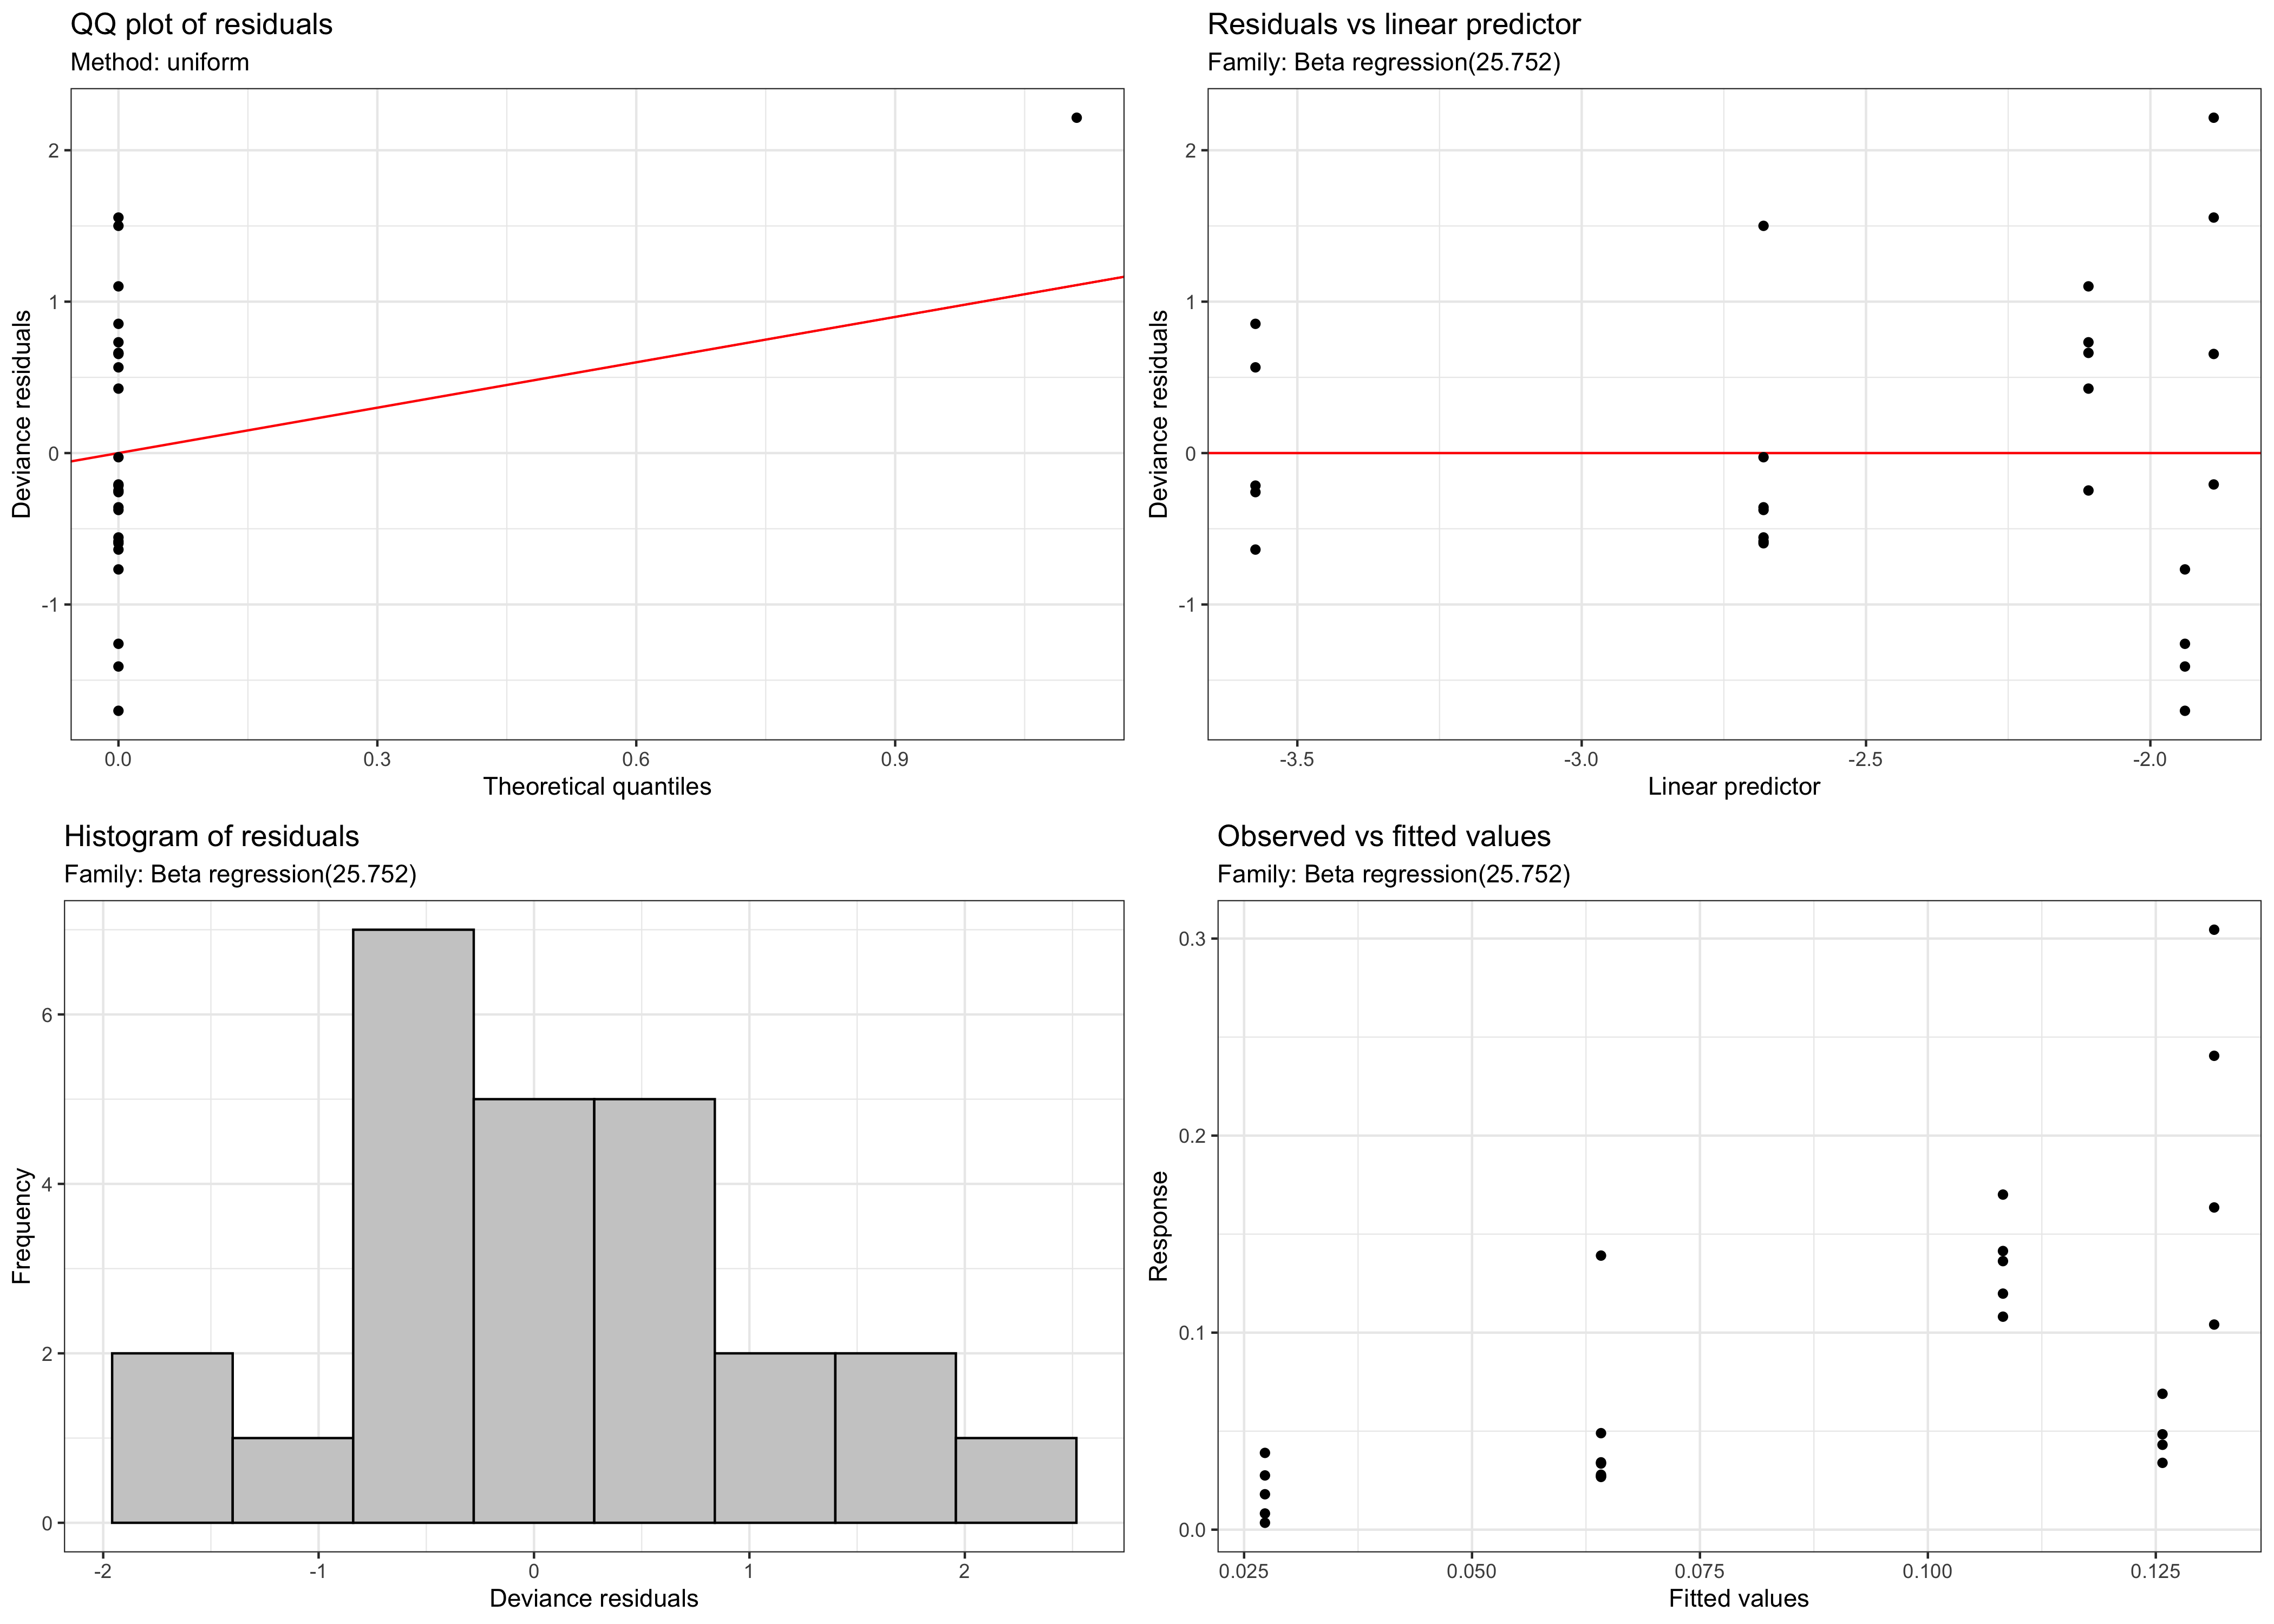 QQ plot of residuals
Method: uniform
Deviance residuals
2
1
0
-1
0.0 0.3 0.6 0.9
Theoretical quantiles
Residuals vs linear predictor
Family: Beta regression(25.752)
Deviance residuals
2
1
0
-1
-3.5 -3.0 -2.5 -2.0
Linear predictor
Histogram of residuals
Family: Beta regression(25.752)
Frequency
6
4
2
0
-2 -1 0 1 2
Deviance residuals
Observed vs fitted values
Family: Beta regression(25.752)
Response
0.3
0.2
0.1
0.0
0.025 0.050 0.075 0.100 0.125
Fitted values